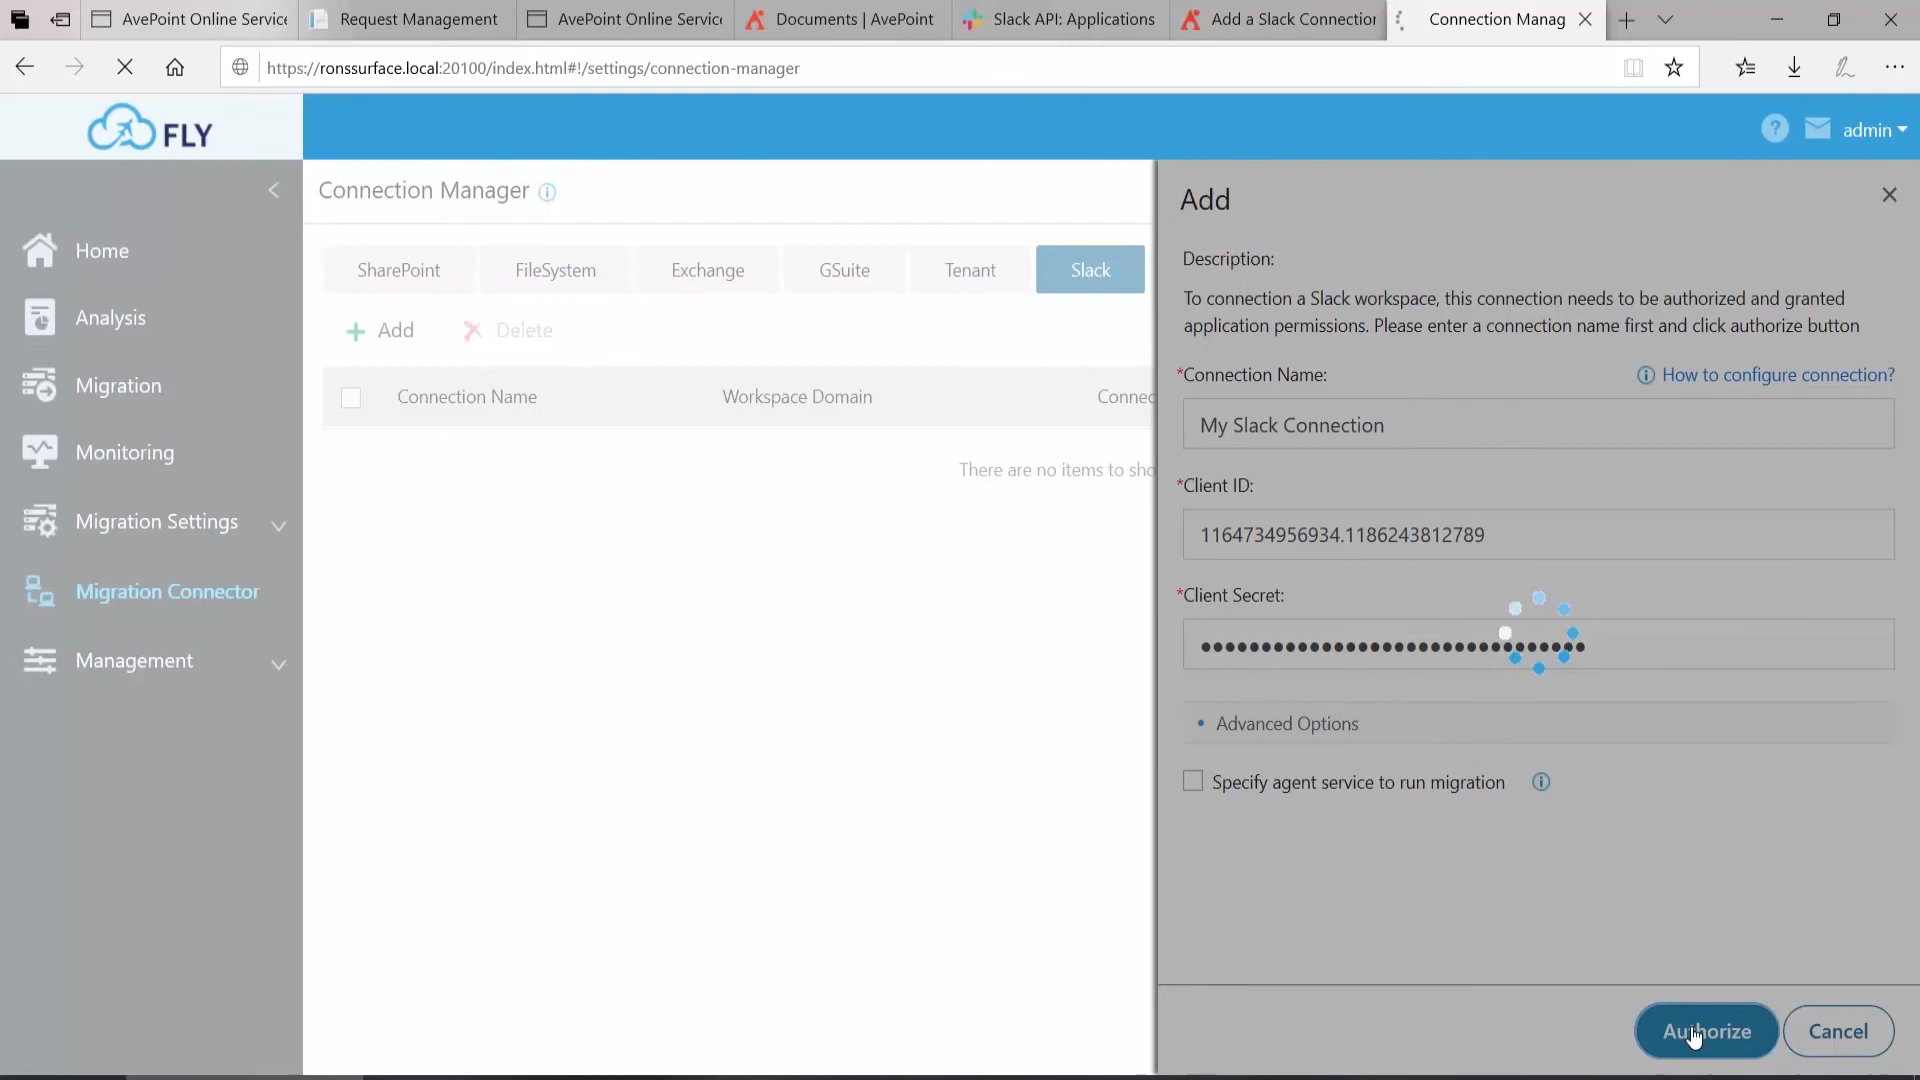 AvePoint Online Service
Request Management
AvePoint Online Service
Documents | AvePoint
Slack API: Applications
Add a Slack Connection
Connection Manag
https://ronssurface.local:20100/index.html#!/settings/connection-manager
FLY
?
admin
Home
Analysis
Migration
Monitoring
Migration Settings
Migration Connector
Management
Connection Manager
SharePoint
FileSystem
Exchange
GSuite
Tenant
Slack
Add
Delete
Connection Name
Workspace Domain
Connec
There are no items to sho
Add
Description:
To connection a Slack workspace, this connection needs to be authorized and granted
application permissions. Please enter a connection name first and click authorize button
*Connection Name:
How to configure connection?
My Slack Connection
*Client ID:
1164734956934.1186243812789
*Client Secret:
Advanced Options
Specify agent service to run migration
Authorize
Cancel